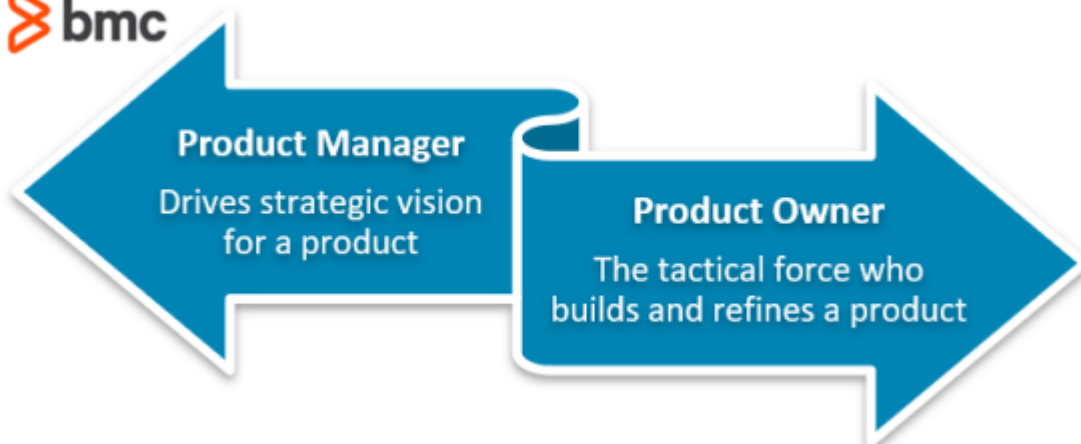 bmc
Product Manager
Drives strategic vision
for a product
Product Owner
The tactical force who
builds and refines a product